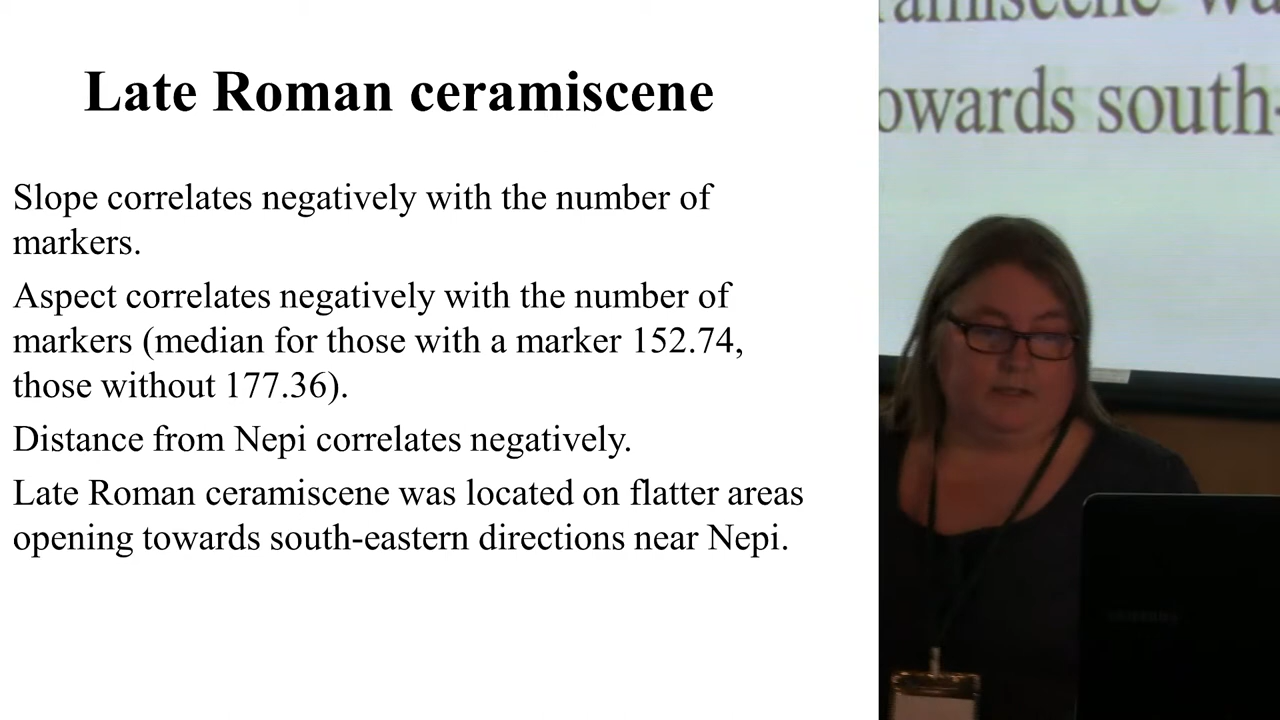 Late Roman ceramiscene
Slope correlates negatively with the number of
markers.
Aspect correlates negatively with the number of
markers (median for those with a marker 152.74,
those without 177.36).
Distance from Nepi correlates negatively.
Late Roman ceramiscene was located on flatter areas
opening towards south-eastern directions near Nepi.
owards south-
SAMSUNG